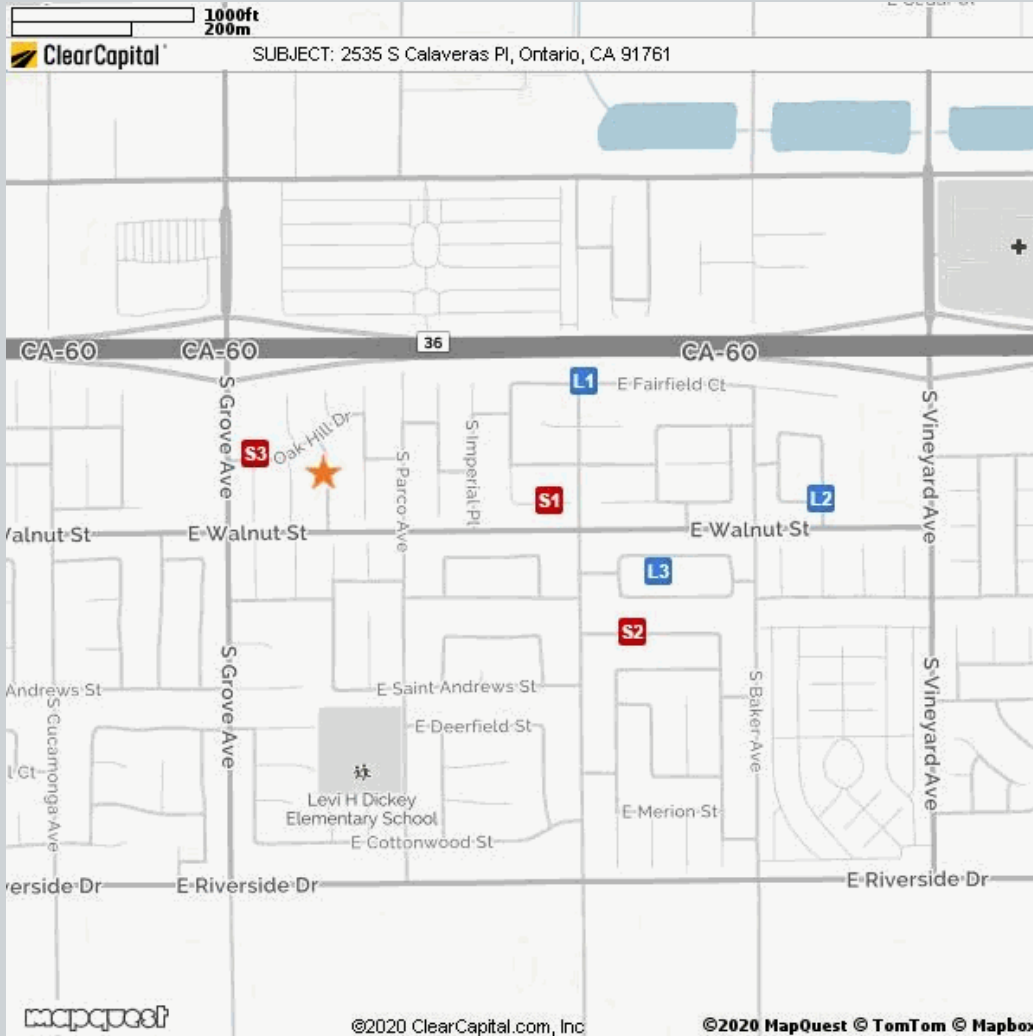 1000ft
200m
ClearCapital
SUBJECT: 2535 S Calaveras Pl, Ontario, CA 91761
CA-60
CA-60
36
CA-60
L1
E Fairfield Ct
S Grove Ave
Oak Hill Dr
S3
S Parco Ave
S Imperial Pl
S1
L2
S Vineyard Ave
Walnut St
E Walnut St
E Walnut St
L3
S2
S Grove Ave
S Baker Ave
S Vineyard Ave
Andrews St
E Saint Andrews St
S Cucamonga Ave
E Deerfield St
l Ct
Levi H Dickey
Elementary School
E Merion St
E Cottonwood St
verside Dr
E Riverside Dr
E Riverside Dr
mapquest
©2020 ClearCapital.com, Inc
©2020 MapQuest © TomTom © Mapbox